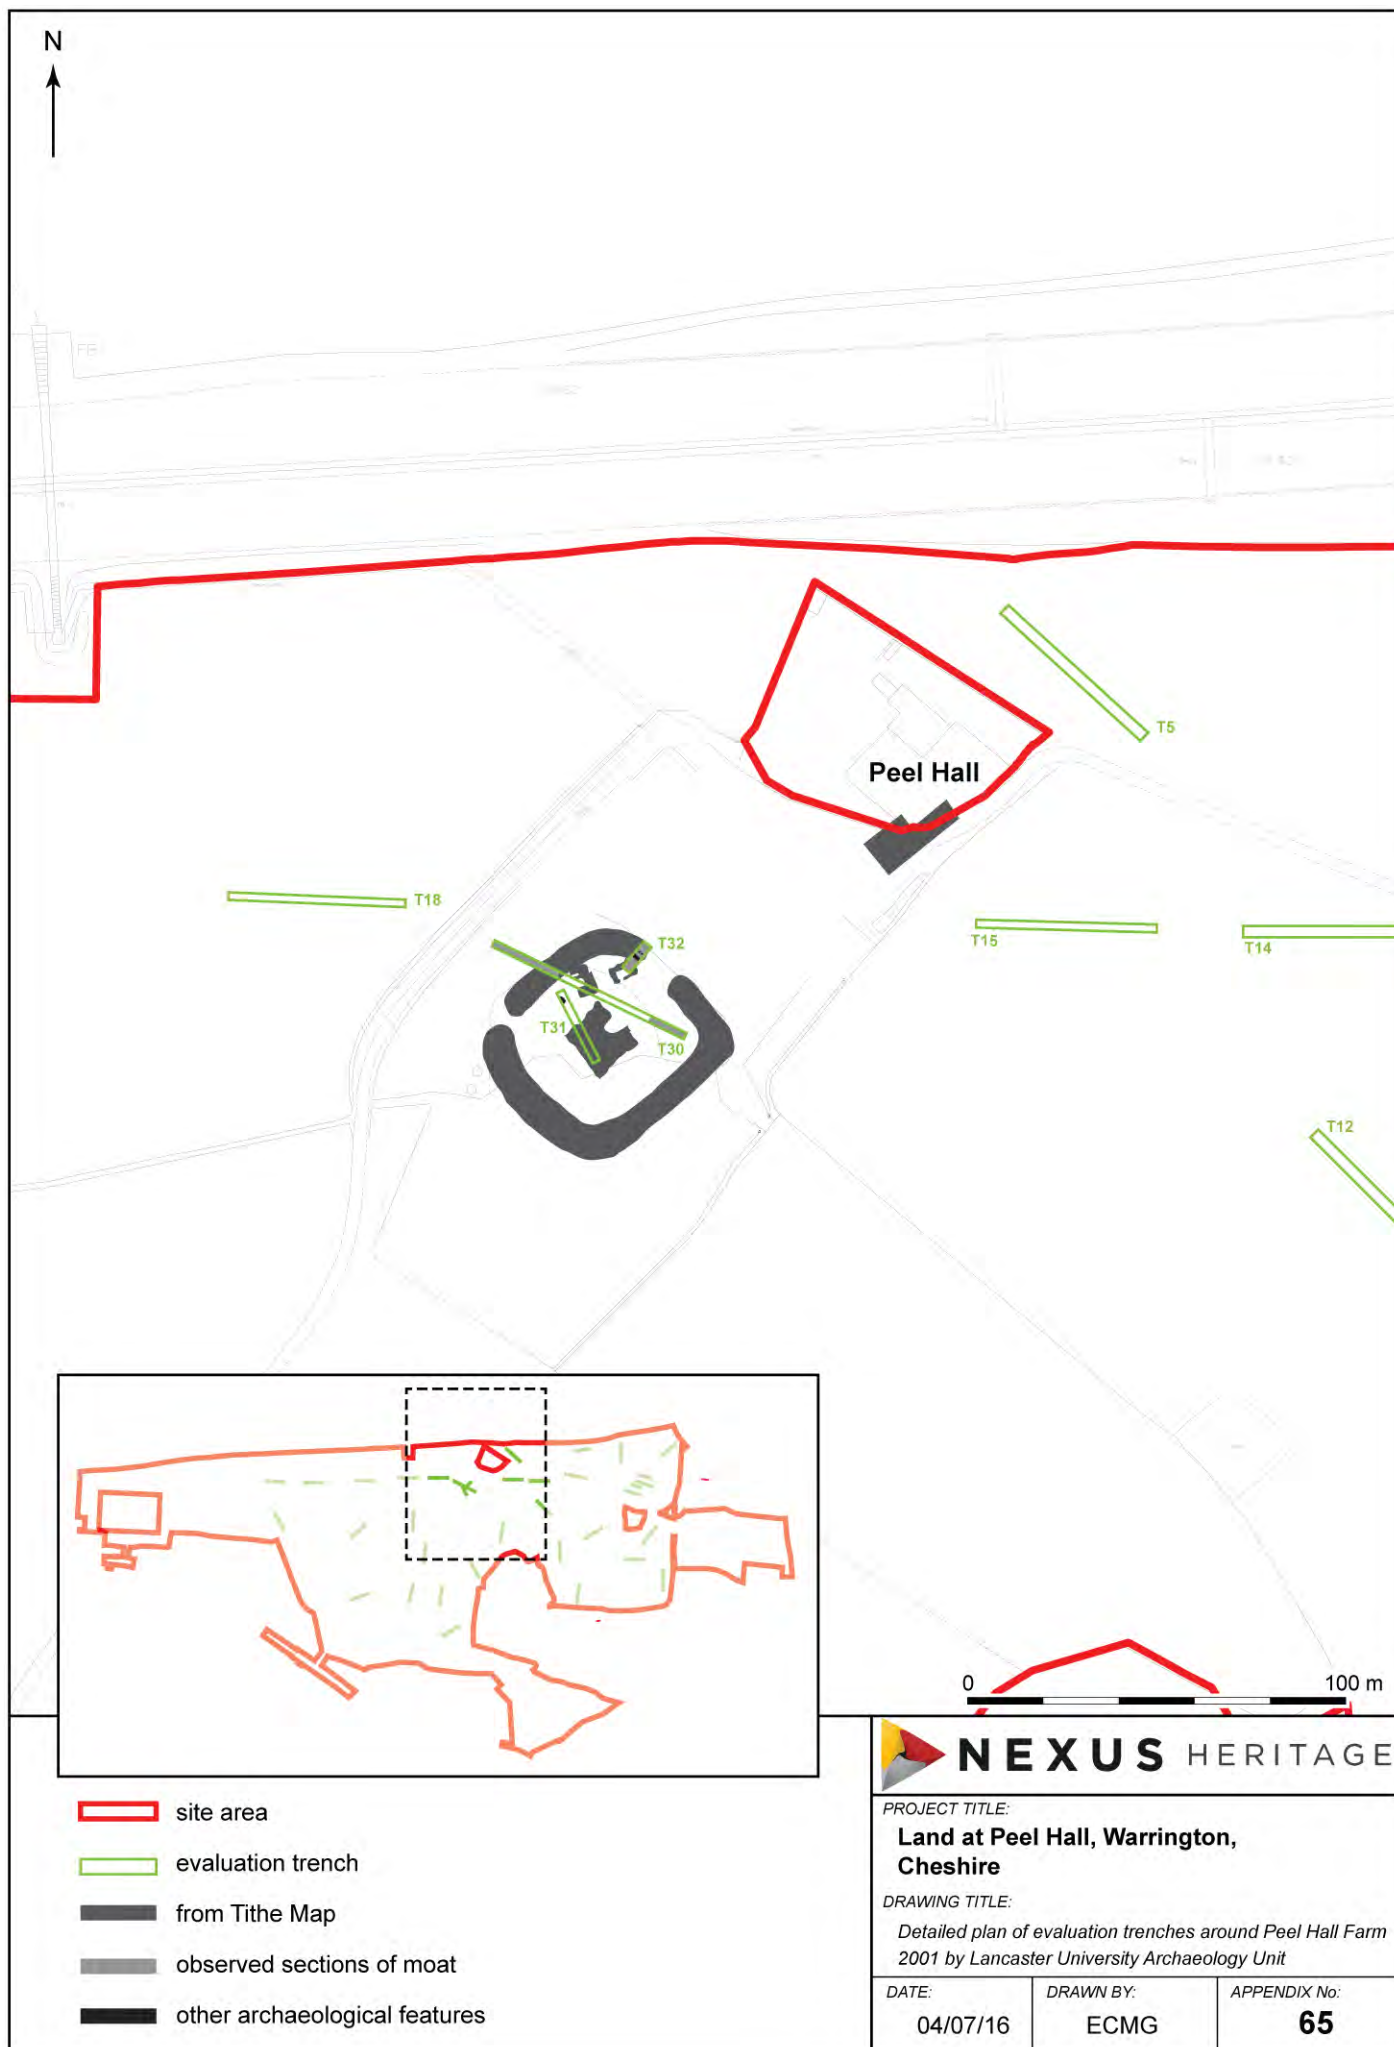 N
FB
Peel Hall
T5
T18
T32
T15
T14
T31
T30
T12
0
100 m
NEXUS HERITAGE
site area
evaluation trench
from Tithe Map
observed sections of moat
other archaeological features
PROJECT TITLE:
Land at Peel Hall, Warrington,
Cheshire
DRAWING TITLE:
Detailed plan of evaluation trenches around Peel Hall Farm
2001 by Lancaster University Archaeology Unit
DATE:
04/07/16
DRAWN BY:
ECMG
APPENDIX No:
65